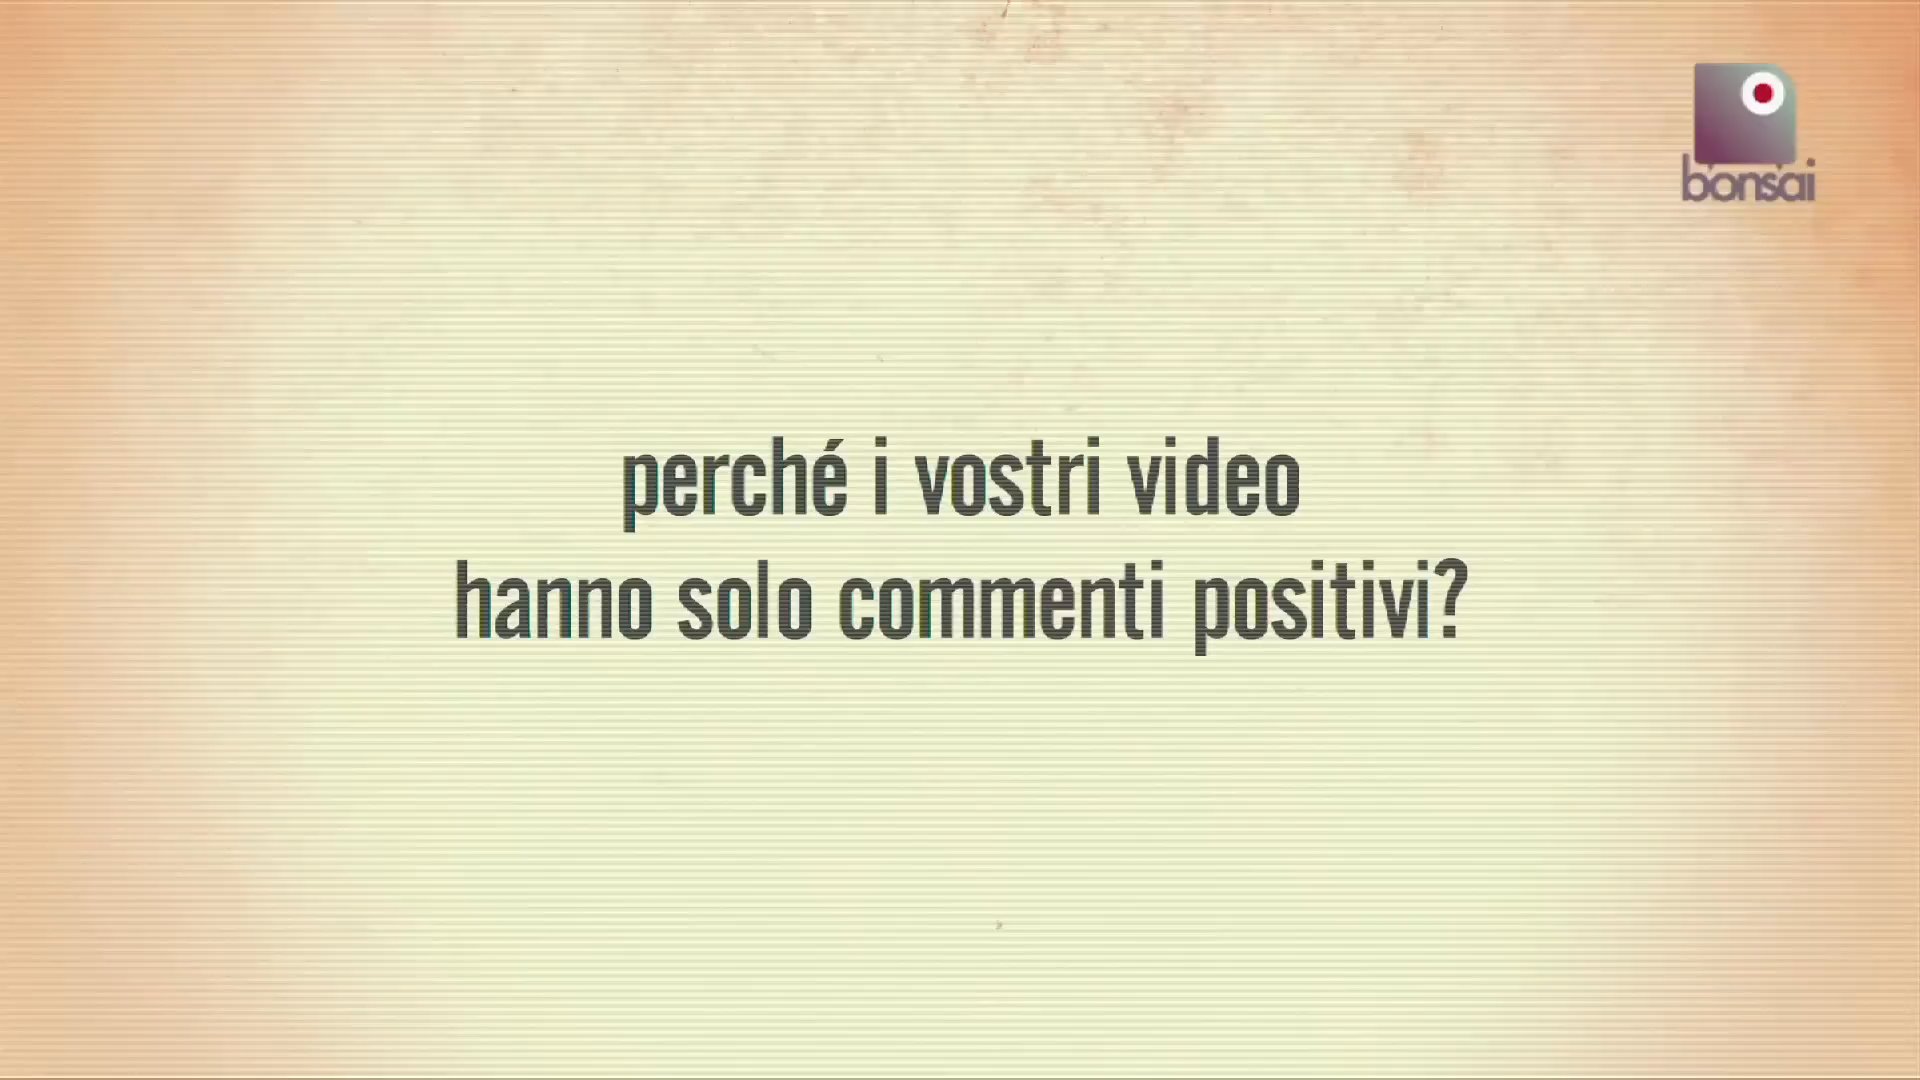 bonsai
perché i vostri video
hanno solo commenti positivi?